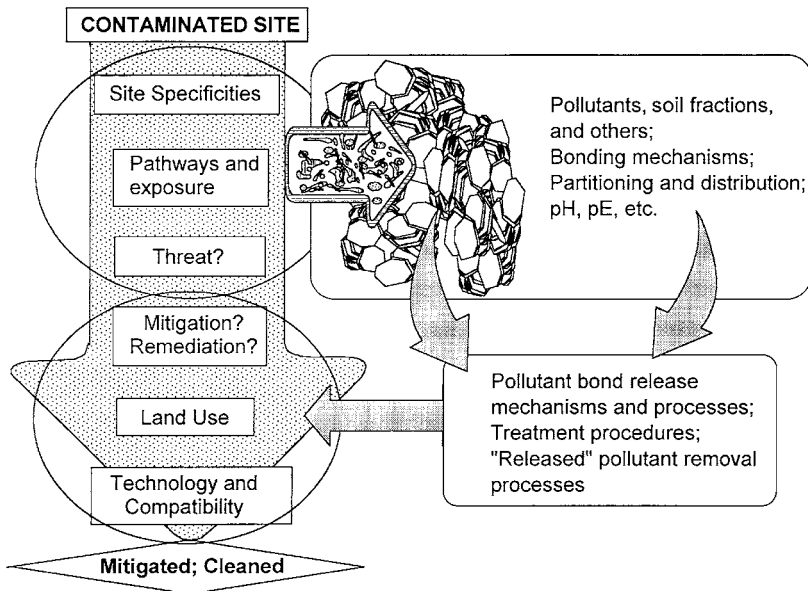 CONTAMINATED SITE
Site Specificities
Pathways and
exposure
Threat?
Mitigation?
Remediation?
Land Use
Technology and
Compatibility
Mitigated; Cleaned
Pollutants, soil fractions,
and others;
Bonding mechanisms;
Partitioning and distribution;
pH, pE, etc.
Pollutant bond release
mechanisms and processes;
Treatment procedures;
"Released" pollutant removal
processes